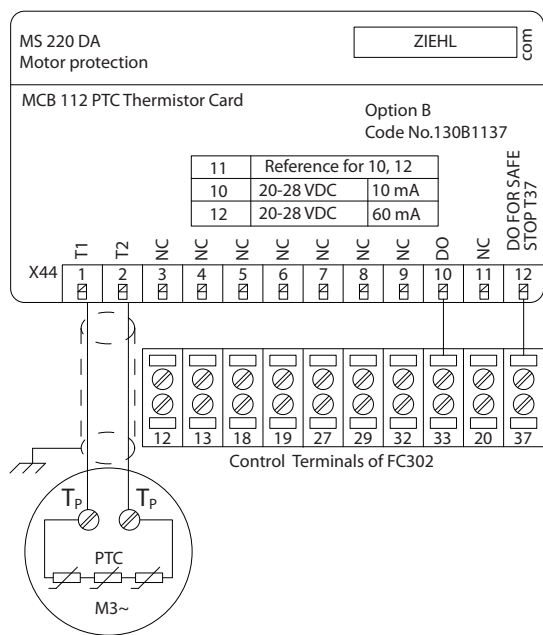 MS 220 DA
Motor protection
ZIEHL
com
MCB 112 PTC Thermistor Card
Option B
Code No.130B1137
11 Reference for 10, 12
10 20-28 VDC 10 mA
12 20-28 VDC 60 mA
T1 T2 NC NC NC NC NC NC NC DO NC DO FOR SAFE STOP T37
X44 1 2 3 4 5 6 7 8 9 10 11 12
12 13 18 19 27 29 32 33 20 37
Control Terminals of FC302
TP TP
PTC
M3~